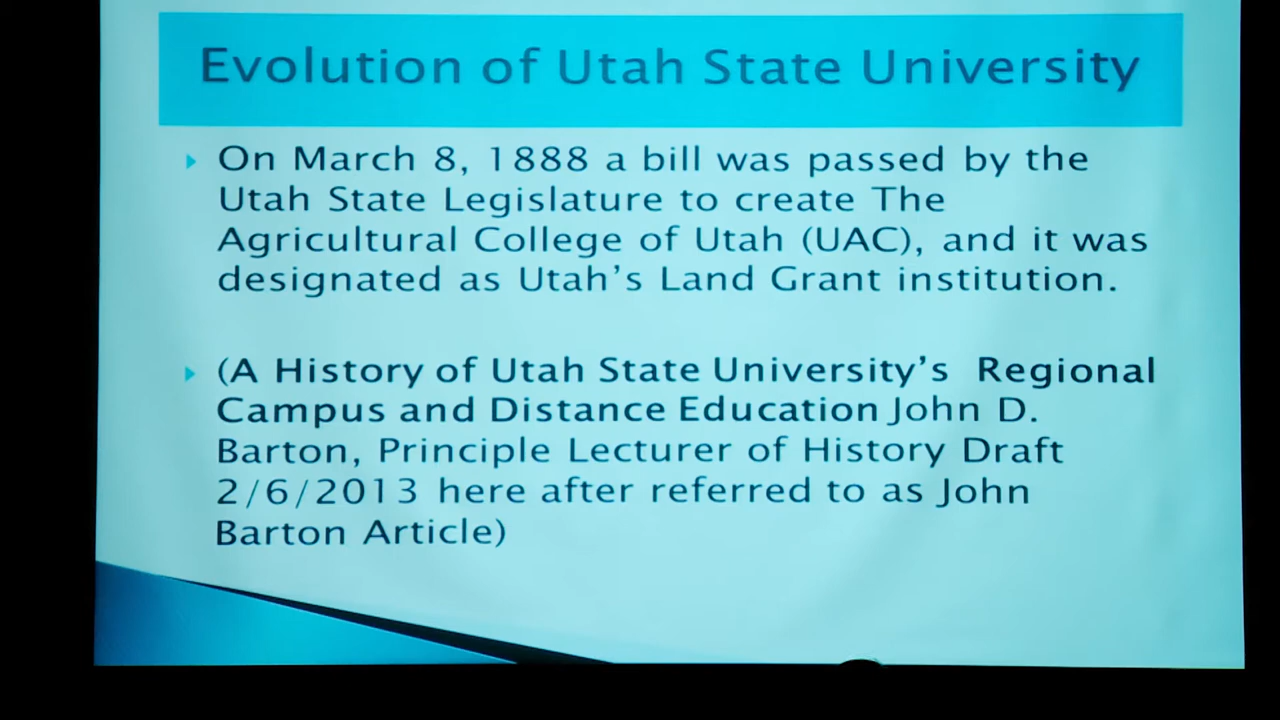 Evolution of Utah State University
On March 8, 1888 a bill was passed by the
Utah State Legislature to create The
Agricultural College of Utah (UAC), and it was
designated as Utah's Land Grant institution.
(A History of Utah State University's Regional
Campus and Distance Education John D.
Barton, Principle Lecturer of History Draft
2/6/2013 here after referred to as John
Barton Article)